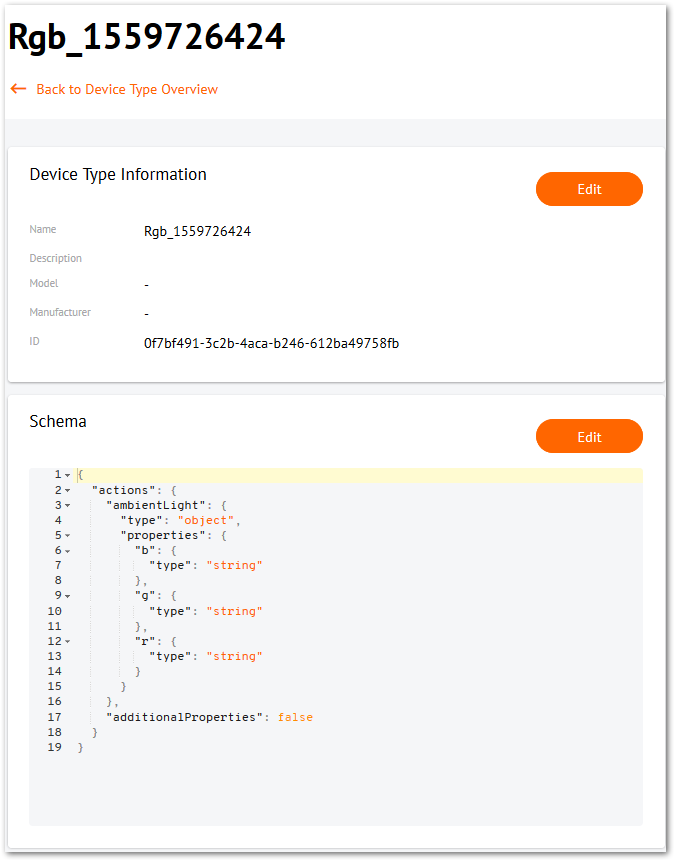 Rgb_1559726424
← Back to Device Type Overview
Device Type Information
Edit
Name Rgb_1559726424
Description
Model -
Manufacturer -
ID 0f7bf491-3c2b-4aca-b246-612ba49758fb
Schema
Edit
1 {
2   "actions": {
3     "ambientLight": {
4       "type": "object",
5       "properties": {
6         "b": {
7           "type": "string"
8         },
9         "g": {
10           "type": "string"
11         },
12         "r": {
13           "type": "string"
14         }
15       }
16     },
17     "additionalProperties": false
18   }
19 }